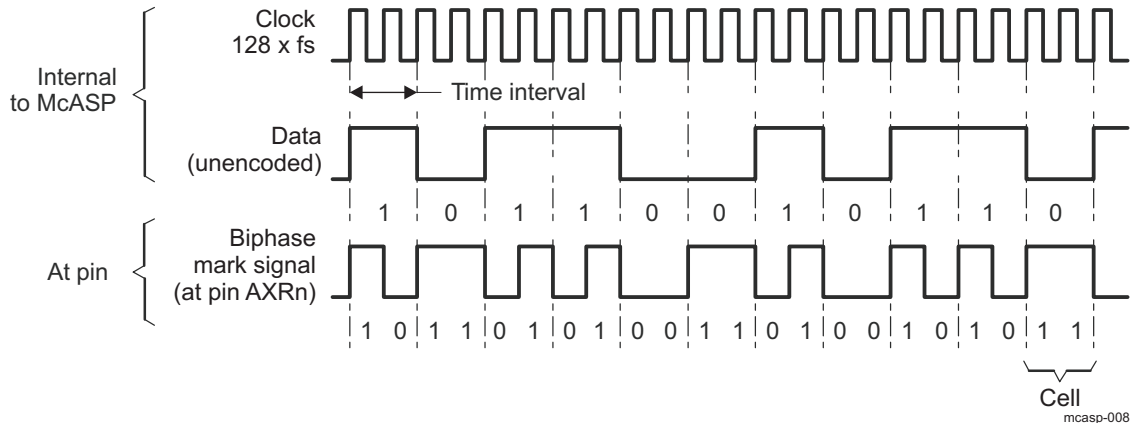 Clock
128 x fs
Internal
to McASP
Time interval
Data
(unencoded)
1 0 1 1 0 0 1 0 1 1 0
Biphase
mark signal
(at pin AXRn)
At pin
1 0 1 1 0 1 0 1 0 0 1 1 0 1 0 0 1 0 1 0 1 1
Cell
mcasp-008